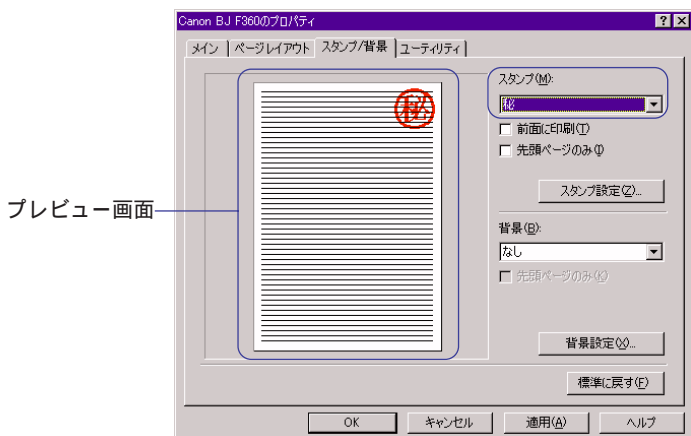 Canon BJ F360のプロパティ
メイン ページレイアウト スタンプ/背景 ユーティリティ
スタンプ(M):
秘
秘
前面に印刷(T)
先頭ページのみ(I)
スタンプ設定(Z)...
プレビュー画面
背景(B):
なし
先頭ページのみ(K)
背景設定(X)...
標準に戻す(F)
OK キャンセル 適用(A) ヘルプ